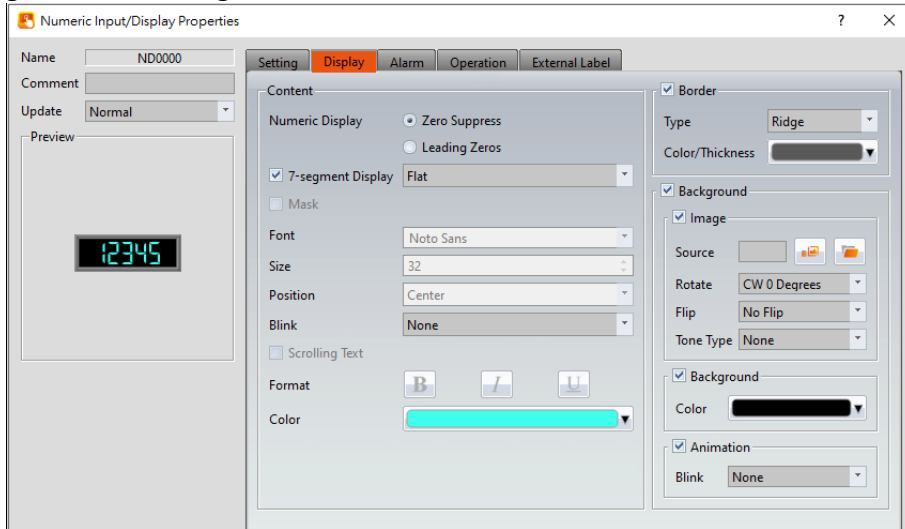 Numeric Input/Display Properties ? ×
Name ND0000
Comment
Update Normal
Preview
12345
Setting Display Alarm Operation External Label
Content
Numeric Display Zero Suppress
Leading Zeros
7-segment Display Flat
Mask
Font Noto Sans
Size 32
Position Center
Blink None
Scrolling Text
Format B I U
Color
Border
Type Ridge
Color/Thickness
Background
Image
Source
Rotate CW 0 Degrees
Flip No Flip
Tone Type None
Background
Color
Animation
Blink None